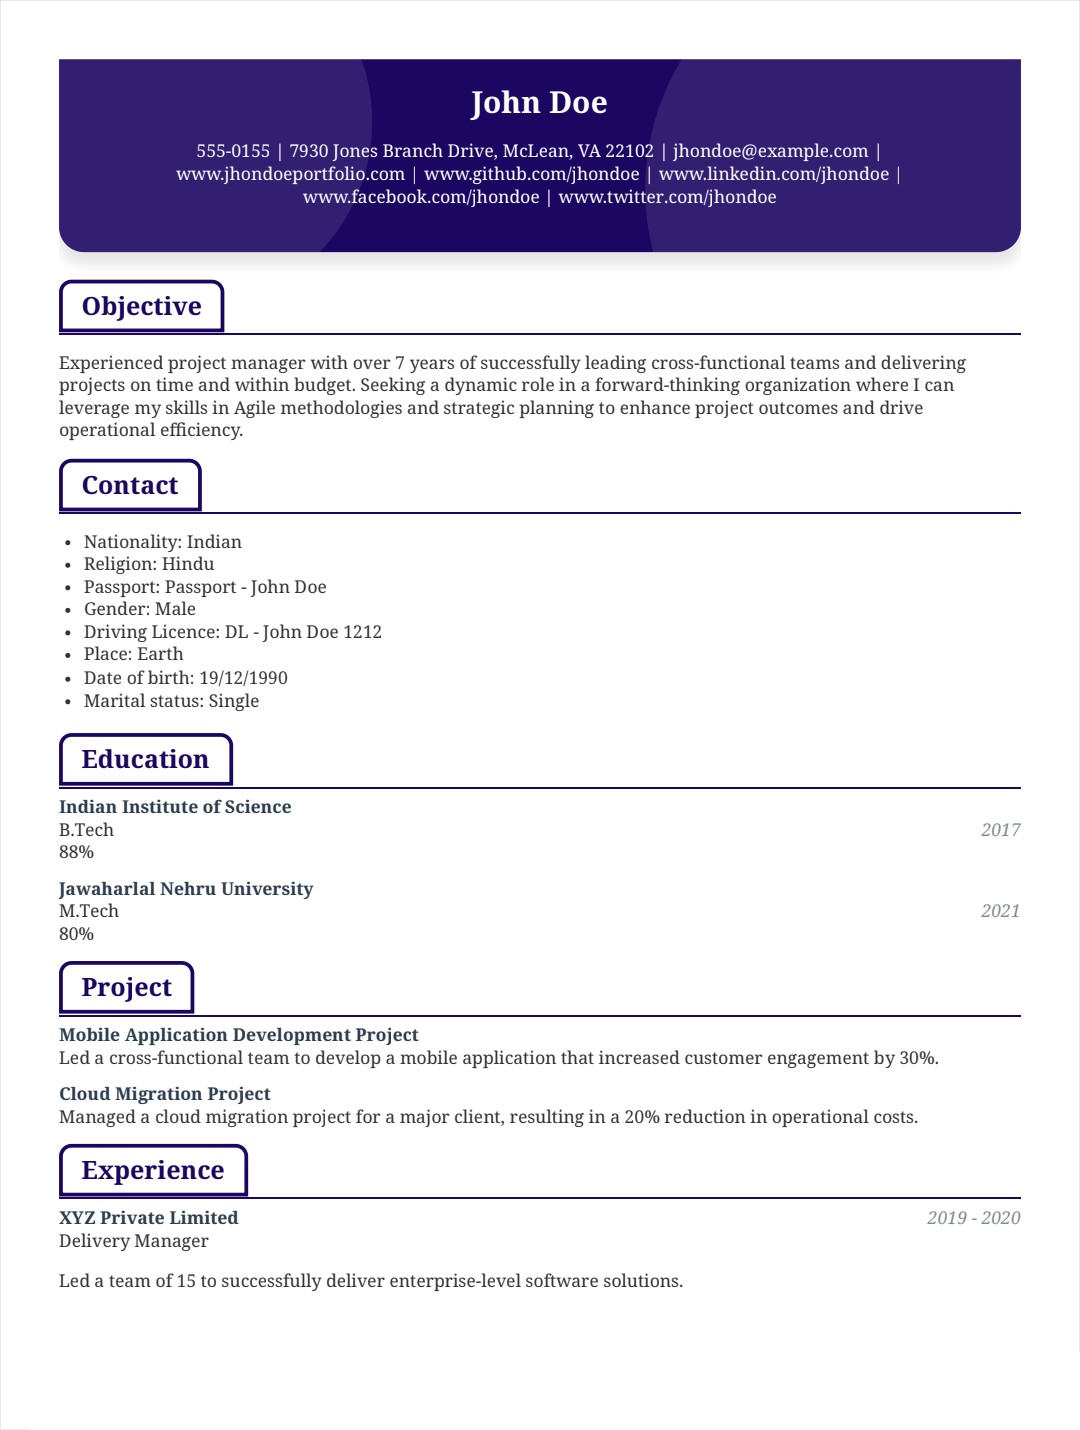 John Doe
555-0155 | 7930 Jones Branch Drive, McLean, VA 22102 | jhondoe@example.com |
www.jhondoeportfolio.com | www.github.com/jhondoe | www.linkedin.com/jhondoe |
www.facebook.com/jhondoe | www.twitter.com/jhondoe
Objective
Experienced project manager with over 7 years of successfully leading cross-functional teams and delivering
projects on time and within budget. Seeking a dynamic role in a forward-thinking organization where I can
leverage my skills in Agile methodologies and strategic planning to enhance project outcomes and drive
operational efficiency.
Contact
• Nationality: Indian
• Religion: Hindu
• Passport: Passport - John Doe
• Gender: Male
• Driving Licence: DL - John Doe 1212
• Place: Earth
• Date of birth: 19/12/1990
• Marital status: Single
Education
Indian Institute of Science
B.Tech 2017
88%
Jawaharlal Nehru University
M.Tech 2021
80%
Project
Mobile Application Development Project
Led a cross-functional team to develop a mobile application that increased customer engagement by 30%.
Cloud Migration Project
Managed a cloud migration project for a major client, resulting in a 20% reduction in operational costs.
Experience
XYZ Private Limited 2019 - 2020
Delivery Manager
Led a team of 15 to successfully deliver enterprise-level software solutions.